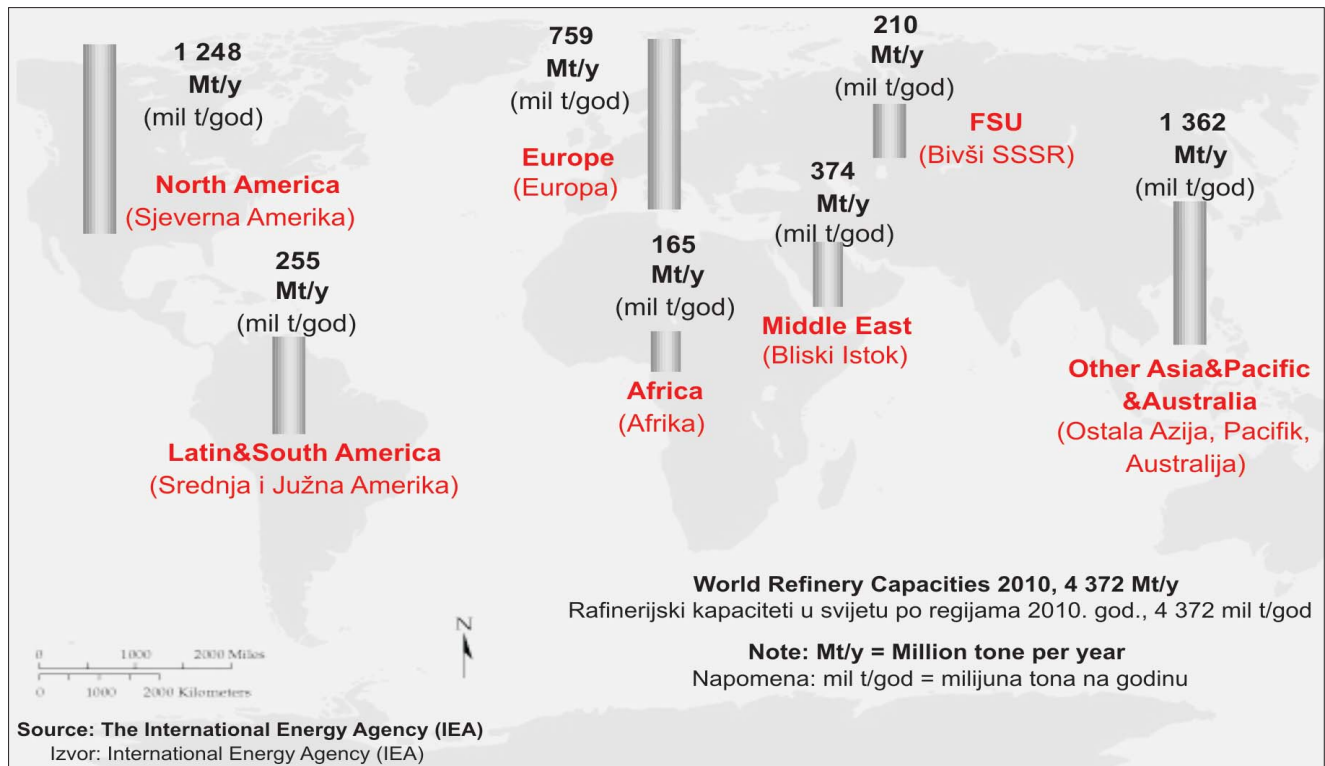 1 248
Mt/y
(mil t/god)
North America
(Sjeverna Amerika)
759
Mt/y
(mil t/god)
Europe
(Europa)
210
Mt/y
(mil t/god)
FSU
(Bivši SSSR)
1 362
Mt/y
(mil t/god)
Other Asia&Pacific
&Australia
(Ostala Azija, Pacifik,
Australija)
374
Mt/y
(mil t/god)
Middle East
(Bliski Istok)
165
Mt/y
(mil t/god)
Africa
(Afrika)
255
Mt/y
(mil t/god)
Latin&South America
(Srednja i Južna Amerika)
World Refinery Capacities 2010, 4 372 Mt/y
Rafinerijski kapaciteti u svijetu po regijama 2010. god., 4 372 mil t/god
Note: Mt/y = Million tone per year
Napomena: mil t/god = milijuna tona na godinu
N
0 1000 2000 Miles
0 1000 2000 Kilometers
Source: The International Energy Agency (IEA)
Izvor: International Energy Agency (IEA)